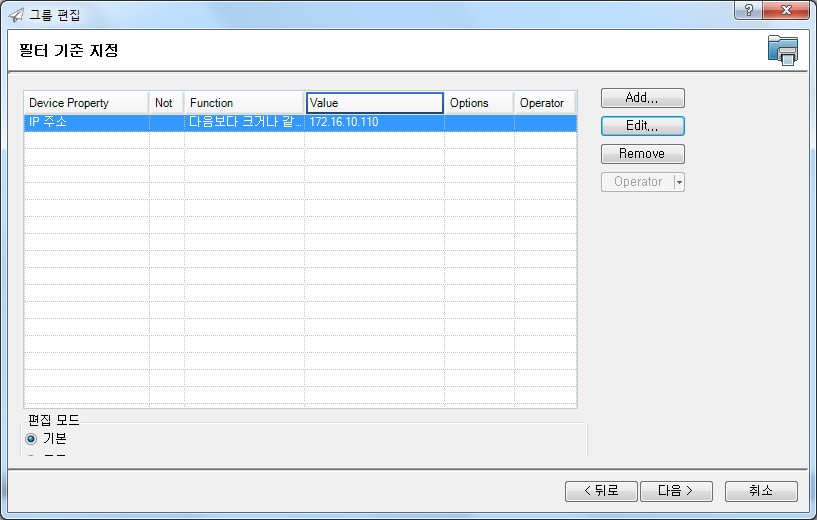 그룹 편집
필터 기준 지정
Device Property Not Function Value Options Operator
IP 주소 다음보다 크거나 같... 172.16.10.110
Add...
Edit...
Remove
Operator
편집 모드
기본
< 뒤로 다음 > 취소